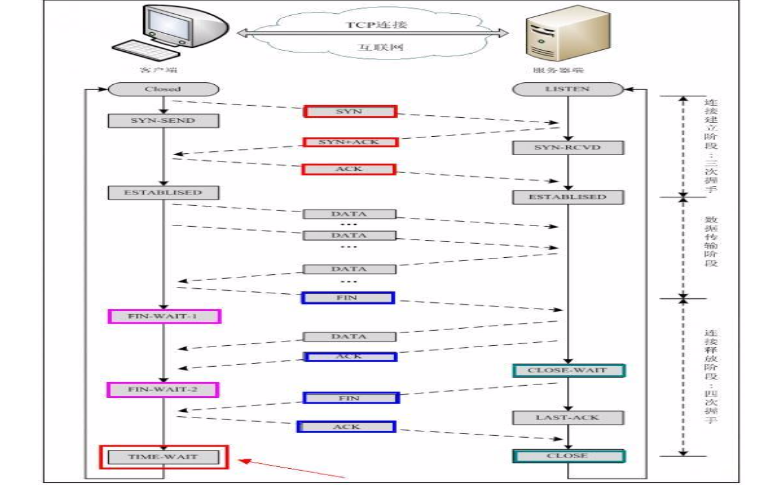 TCP连接
互联网
客户端
服务器端
Closed
LISTEN
SYN
SYN-SEND
SYN+ACK
SYN-RCVD
ACK
ESTABLISED
ESTABLISED
连接建立阶段：三次握手
DATA
...
DATA
...
DATA
...
数据传输阶段
FIN
FIN-WAIT-1
DATA
ACK
CLOSE-WAIT
FIN-WAIT-2
FIN
LAST-ACK
ACK
TIME-WAIT
CLOSE
连接释放阶段：四次握手